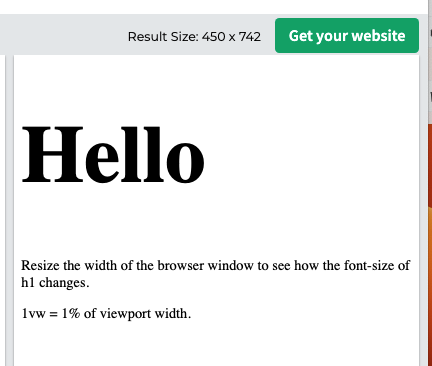 Result Size: 450 x 742
Get your website
Hello
Resize the width of the browser window to see how the font-size of
h1 changes.
1vw = 1% of viewport width.